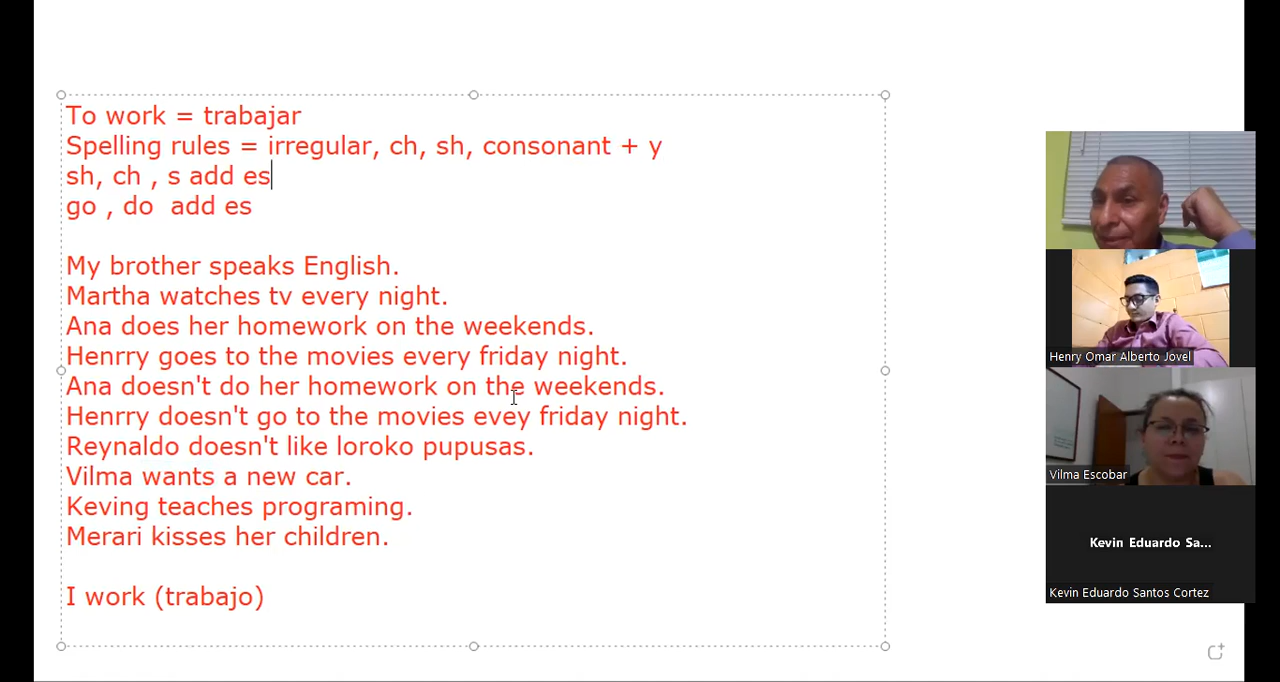 To work = trabajar
Spelling rules = irregular, ch, sh, consonant + y
sh, ch , s add es
go , do  add es
My brother speaks English.
Martha watches tv every night.
Ana does her homework on the weekends.
Henrry goes to the movies every friday night.
Ana doesn't do her homework on the weekends.
Henrry doesn't go to the movies evey friday night.
Reynaldo doesn't like loroko pupusas.
Vilma wants a new car.
Keving teaches programing.
Merari kisses her children.
I work (trabajo)
Henry Omar Alberto Jovel
Vilma Escobar
Kevin Eduardo Sa...
Kevin Eduardo Santos Cortez